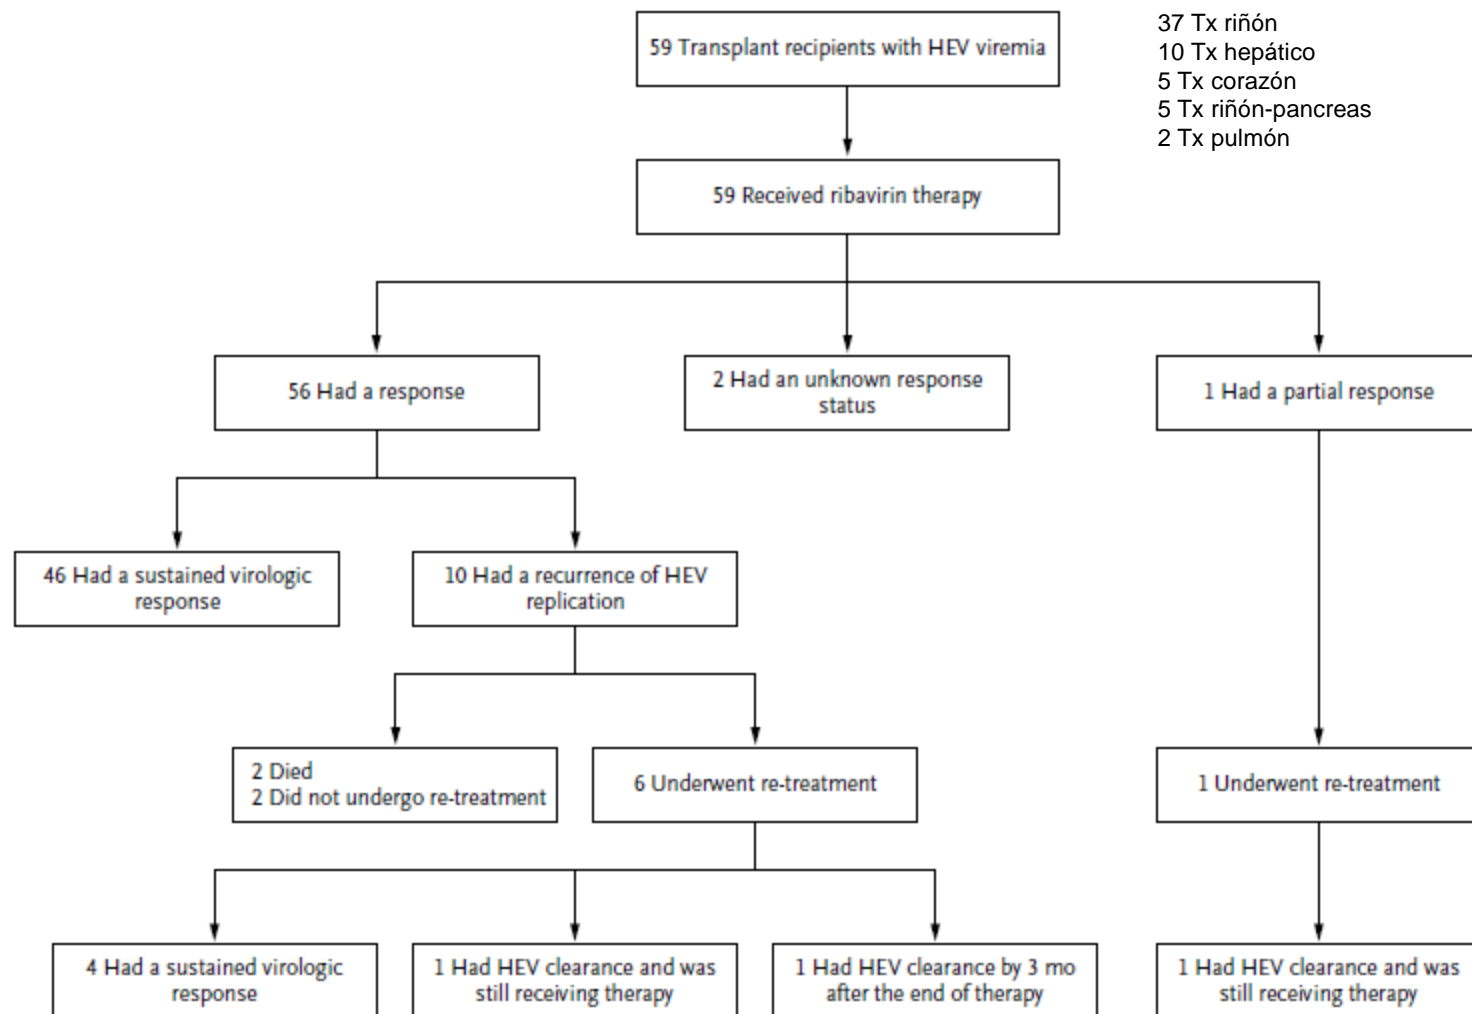 59 Transplant recipients with HEV viremia
37 Tx riñón
10 Tx hepático
5 Tx corazón
5 Tx riñón-pancreas
2 Tx pulmón
59 Received ribavirin therapy
56 Had a response
2 Had an unknown response
status
1 Had a partial response
46 Had a sustained virologic
response
10 Had a recurrence of HEV
replication
2 Died
2 Did not undergo re-treatment
6 Underwent re-treatment
1 Underwent re-treatment
4 Had a sustained virologic
response
1 Had HEV clearance and was
still receiving therapy
1 Had HEV clearance by 3 mo
after the end of therapy
1 Had HEV clearance and was
still receiving therapy